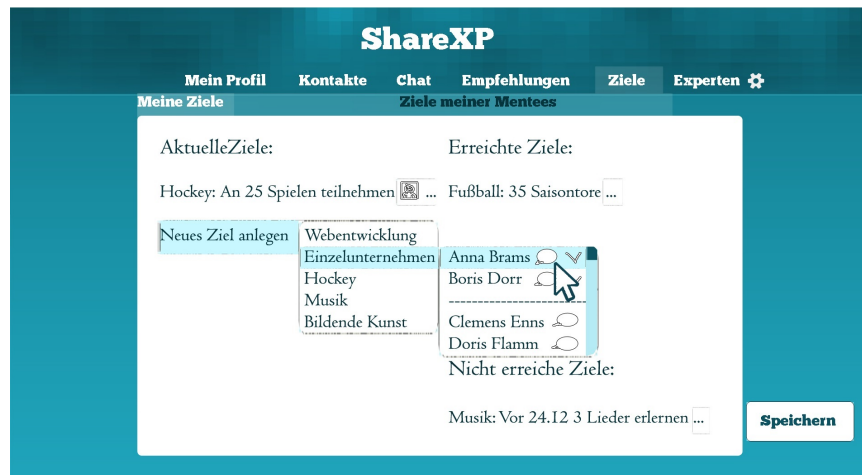 ShareXP
Mein Profil Kontakte Chat Empfehlungen Ziele Experten
Meine Ziele Ziele meiner Mentees
AktuelleZiele:
Erreichte Ziele:
Hockey: An 25 Spielen teilnehmen ...
Fußball: 35 Saisontore ...
Neues Ziel anlegen
Webentwicklung
Einzelunternehmen
Hockey
Musik
Bildende Kunst
Anna Brams
Boris Dorr
--------------------
Clemens Enns
Doris Flamm
Nicht erreiche Ziele:
Musik: Vor 24.12 3 Lieder erlernen ...
Speichern